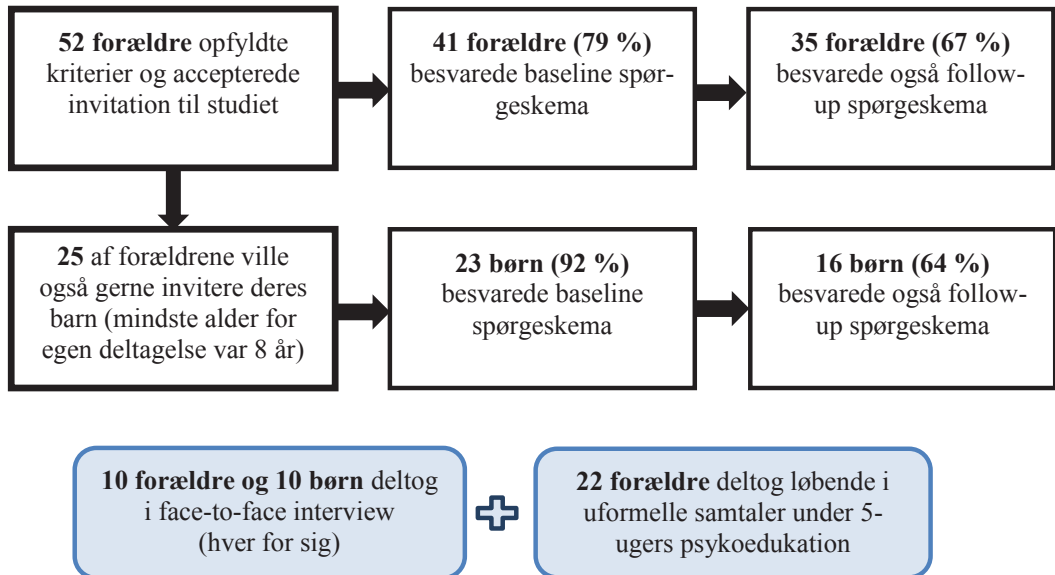 52 forældre opfyldte
kriterier og accepterede
invitation til studiet
41 forældre (79 %)
besvarede baseline spør-
geskema
35 forældre (67 %)
besvarede også follow-
up spørgeskema
25 af forældrene ville
også gerne invitere deres
barn (mindste alder for
egen deltagelse var 8 år)
23 børn (92 %)
besvarede baseline
spørgeskema
16 børn (64 %)
besvarede også follow-
up spørgeskema
10 forældre og 10 børn deltog
i face-to-face interview
(hver for sig)
22 forældre deltog løbende i
uformelle samtaler under 5-
ugers psykoedukation